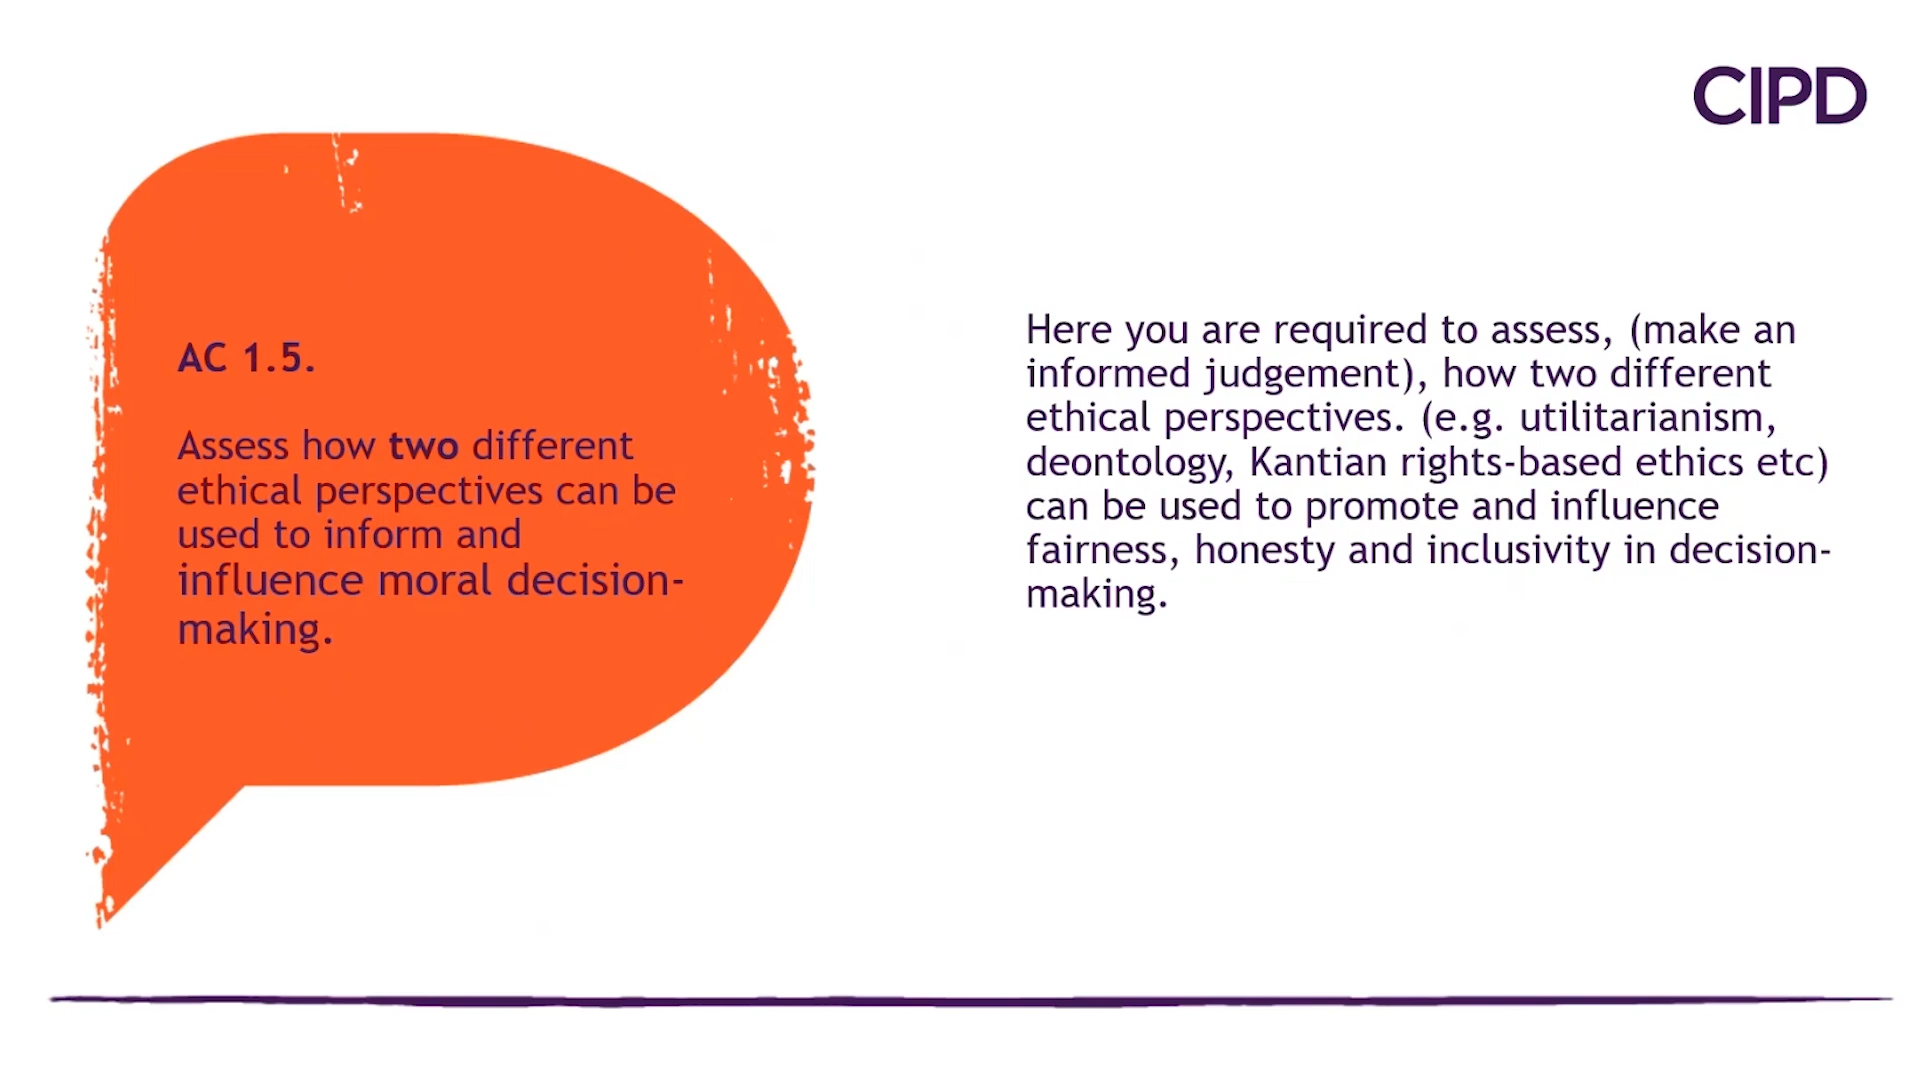 CIPD
AC 1.5.
Assess how two different
ethical perspectives can be
used to inform and
influence moral decision-
making.
Here you are required to assess, (make an
informed judgement), how two different
ethical perspectives. (e.g. utilitarianism,
deontology, Kantian rights-based ethics etc)
can be used to promote and influence
fairness, honesty and inclusivity in decision-
making.